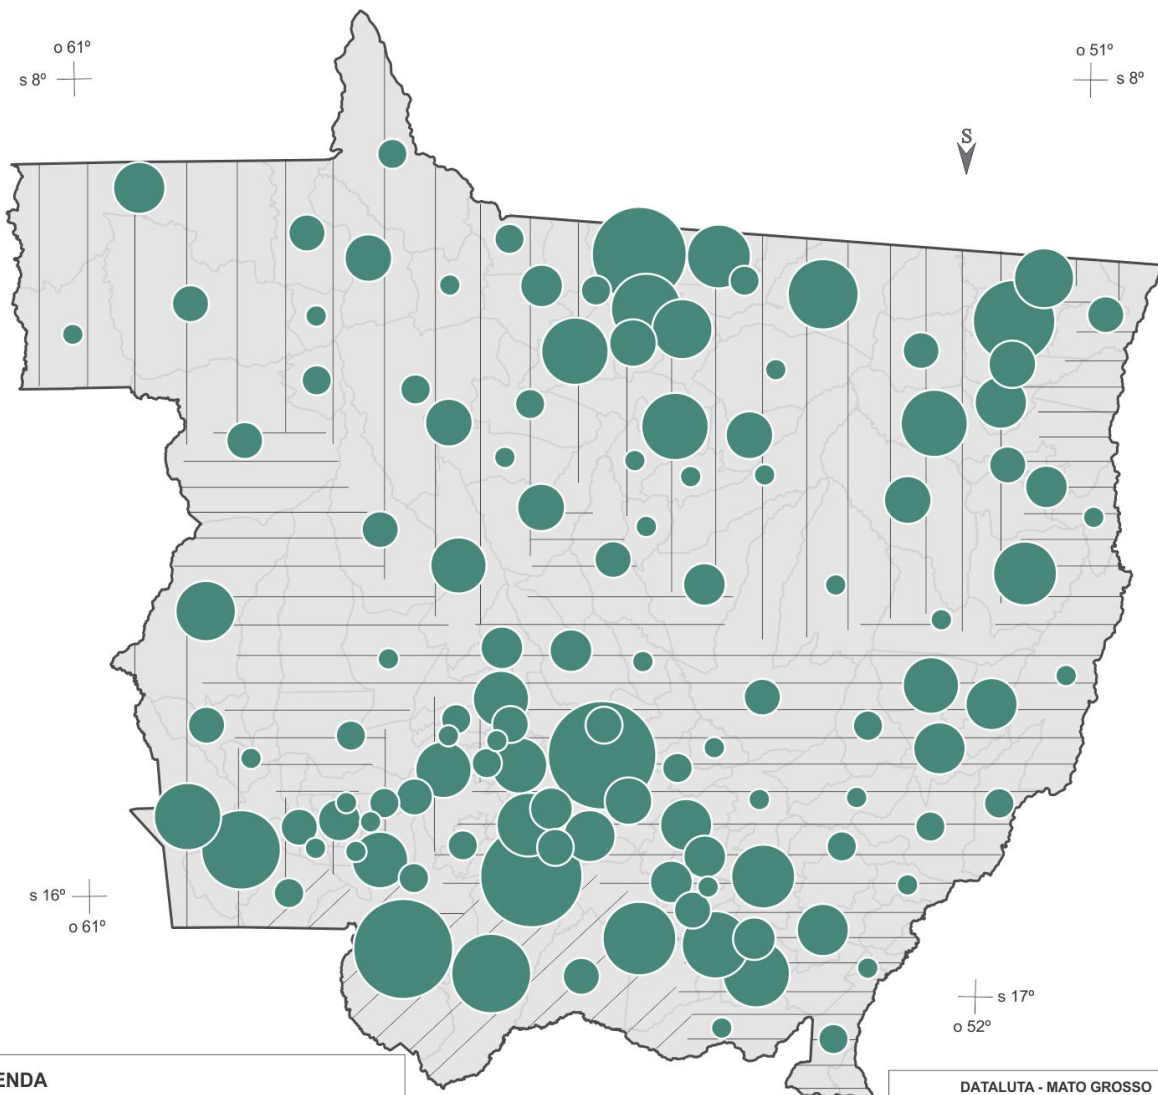 o 61º
s 8º
o 51º
s 8º
S
s 16º
o 61º
s 17º
o 52º
ENDA
DATALUTA - MATO GROSSO